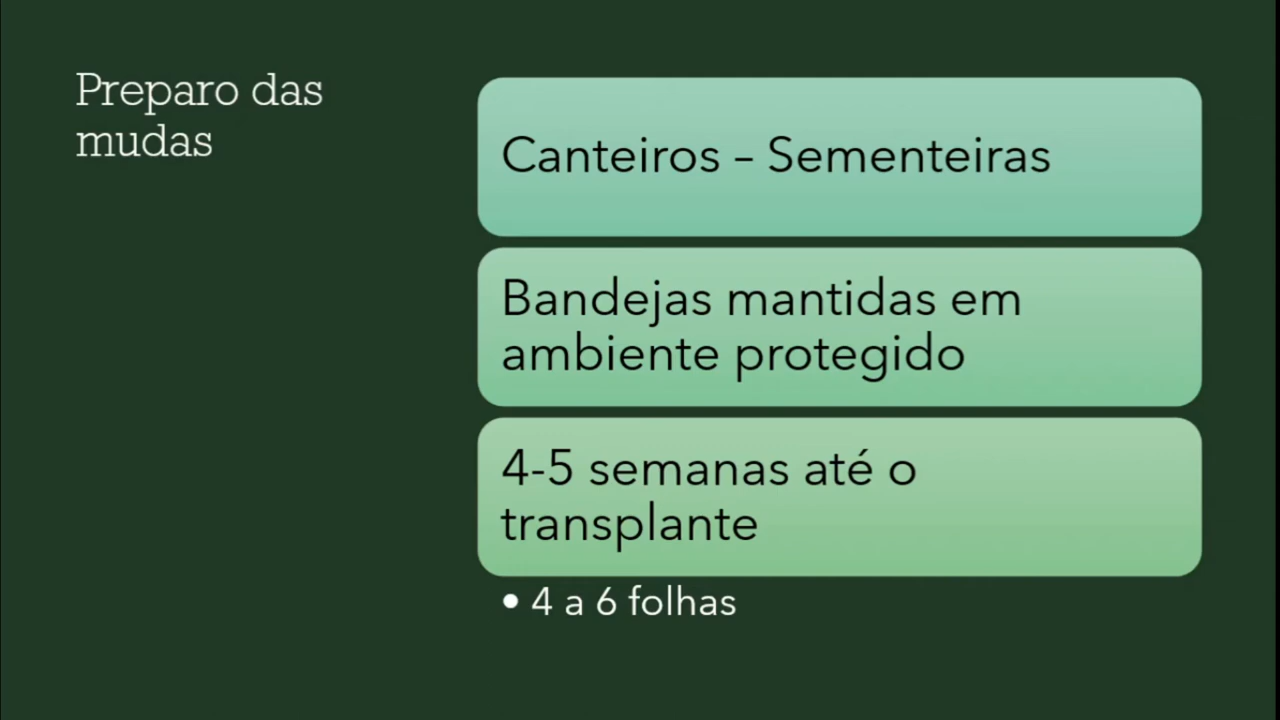 Preparo das
mudas
Canteiros – Sementeiras
Bandejas mantidas em
ambiente protegido
4-5 semanas até o
transplante
• 4 a 6 folhas